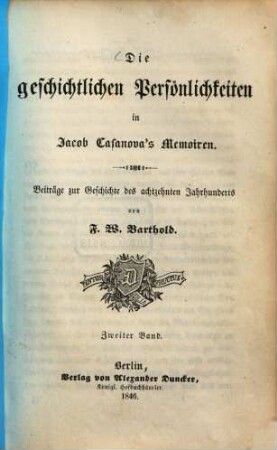 Die
geschichtlichen Persönlichkeiten
in
Jacob Casanova's Memoiren.
Beiträge zur Geschichte des achtzehnten Jahrhunderts
von
F. W. Barthold.
D
Zweiter Band.
Berlin,
Verlag von Alexander Duncker,
Königl. Hofbuchhändler.
1846.